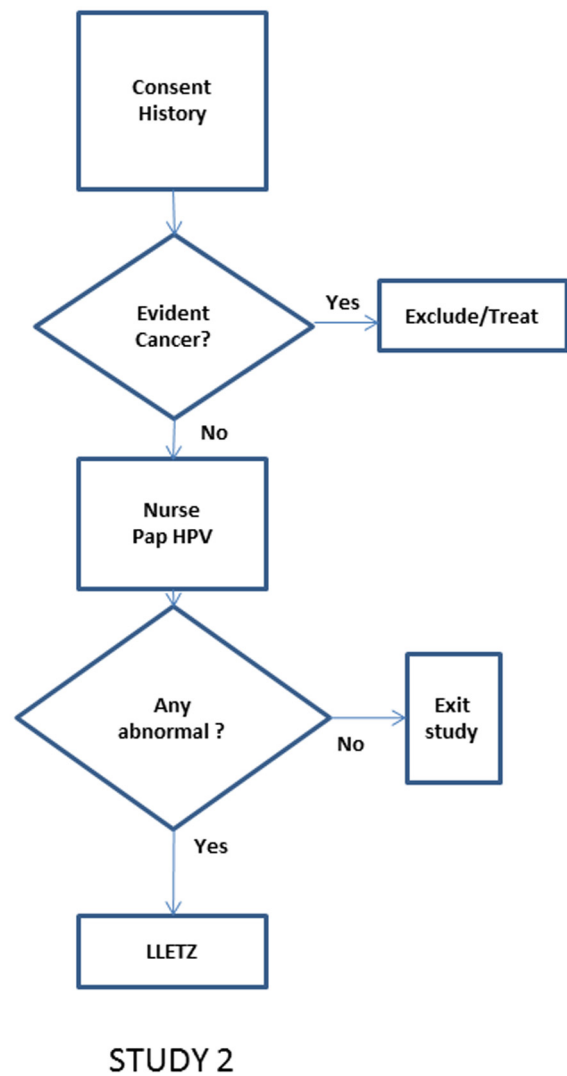 Consent
History
Evident
Cancer?
Yes
Exclude/Treat
No
Nurse
Pap HPV
Any
abnormal ?
No
Exit
study
Yes
LLETZ
STUDY 2